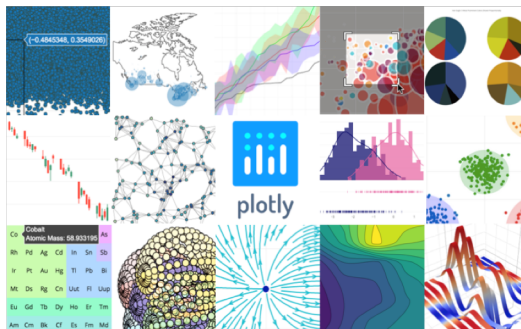 (-0.4845348, 0.3549026)
plotly
Cobalt
Atomic Mass: 58.933195
Co As
Rh Pd Ag Cd In Sn Sb
Ir Pt Au Hg Tl Pb Bi
Mt Ds Rg Cn Uut Fl Uup
Eu Gd Tb Dy Ho Er Tm
Am Cm Bk Cf Es Fm Md